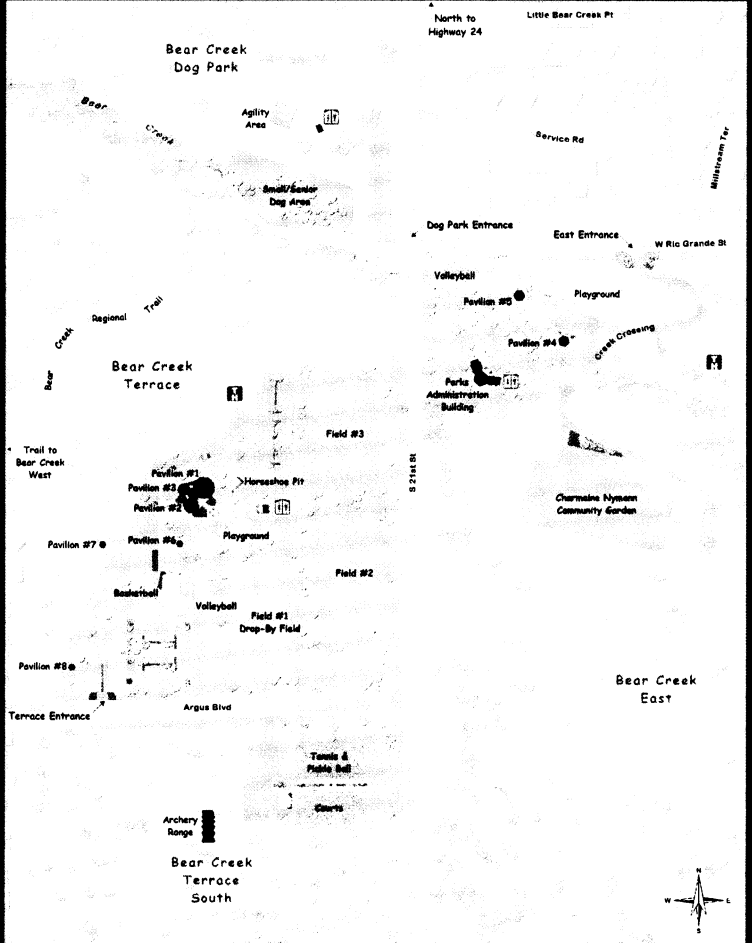 North to
Highway 24
Little Bear Creek Pt
Bear Creek
Dog Park
Bear Creek
Agility
Area
Service Rd
Millstream Ter
Small/Senior
Dog Area
Dog Park Entrance
East Entrance
W Rio Grande St
Volleyball
Pavilion #5
Playground
Bear Creek Regional Trail
Pavilion #4
Creek Crossing
Bear Creek
Terrace
Parks
Administration
Building
Field #3
Trail to
Bear Creek
West
S 21st St
Pavilion #1
Pavilion #3
Horseshoe Pit
Pavilion #2
Charmaine Nymann
Community Garden
Playground
Pavilion #7
Pavilion #6
Field #2
Basketball
Volleyball
Field #1
Drop-By Field
Pavilion #8
Bear Creek
East
Terrace Entrance
Argus Blvd
Tennis &
Pickle Ball
Courts
Archery
Range
Bear Creek
Terrace
South
N
W E
S